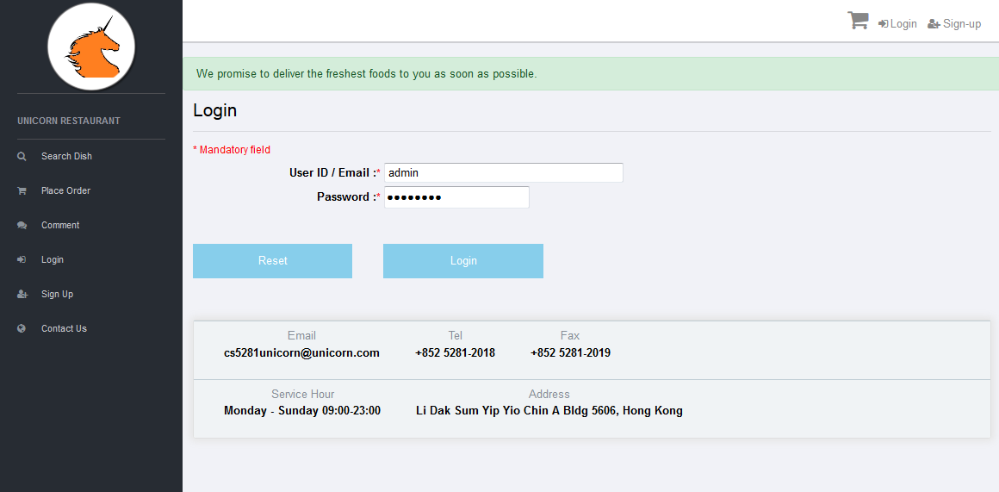 Login Sign-up
We promise to deliver the freshest foods to you as soon as possible.
UNICORN RESTAURANT
Search Dish
Place Order
Comment
Login
Sign Up
Contact Us
Login
* Mandatory field
User ID / Email :* admin
Password :* ●●●●●●●●
Reset Login
Email Tel Fax
cs5281unicorn@unicorn.com +852 5281-2018 +852 5281-2019
Service Hour Address
Monday - Sunday 09:00-23:00 Li Dak Sum Yip Yio Chin A Bldg 5606, Hong Kong